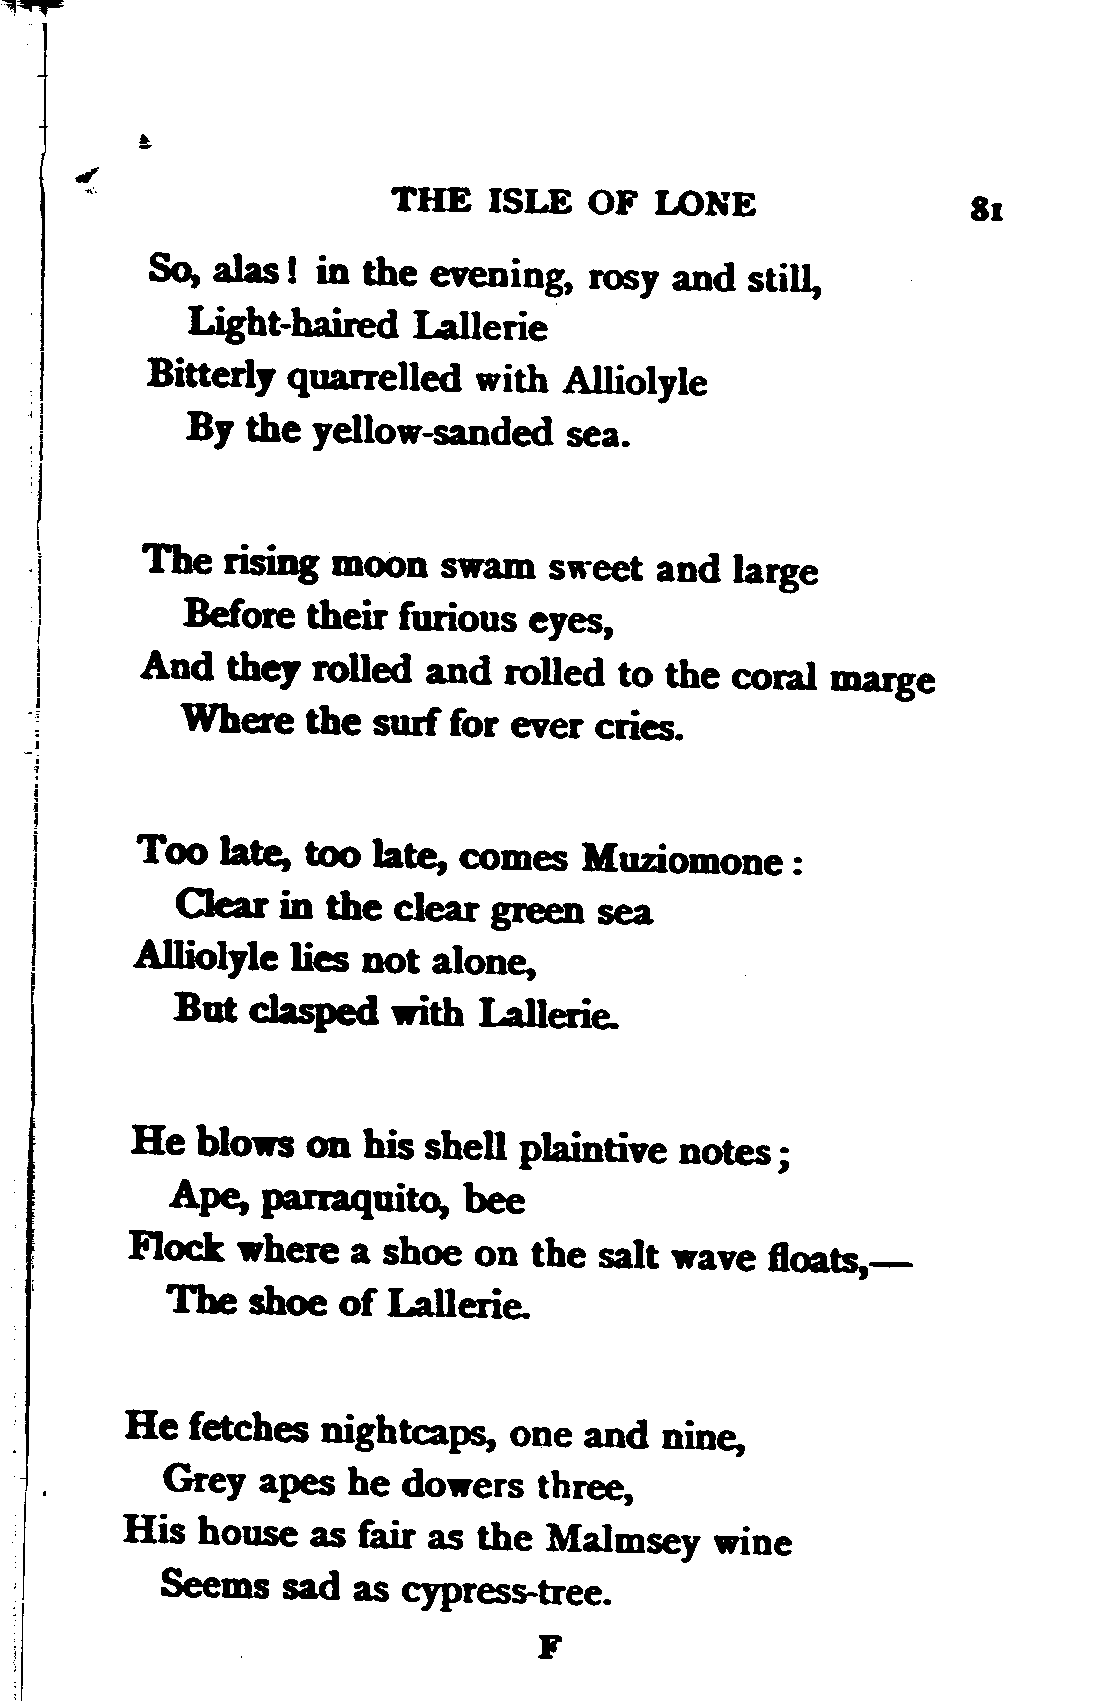 THE ISLE OF LONE 81
So, alas! in the evening, rosy and still,
Light-haired Lallerie
Bitterly quarrelled with Alliolyle
By the yellow-sanded sea.
The rising moon swam sweet and large
Before their furious eyes,
And they rolled and rolled to the coral marge
Where the surf for ever cries.
Too late, too late, comes Muziomone:
Clear in the clear green sea
Alliolyle lies not alone,
But clasped with Lallerie.
He blows on his shell plaintive notes;
Ape, parraquito, bee
Flock where a shoe on the salt wave floats,—
The shoe of Lallerie.
He fetches nightcaps, one and nine,
Grey apes he dowers three,
His house as fair as the Malmsey wine
Seems sad as cypress-tree.
F